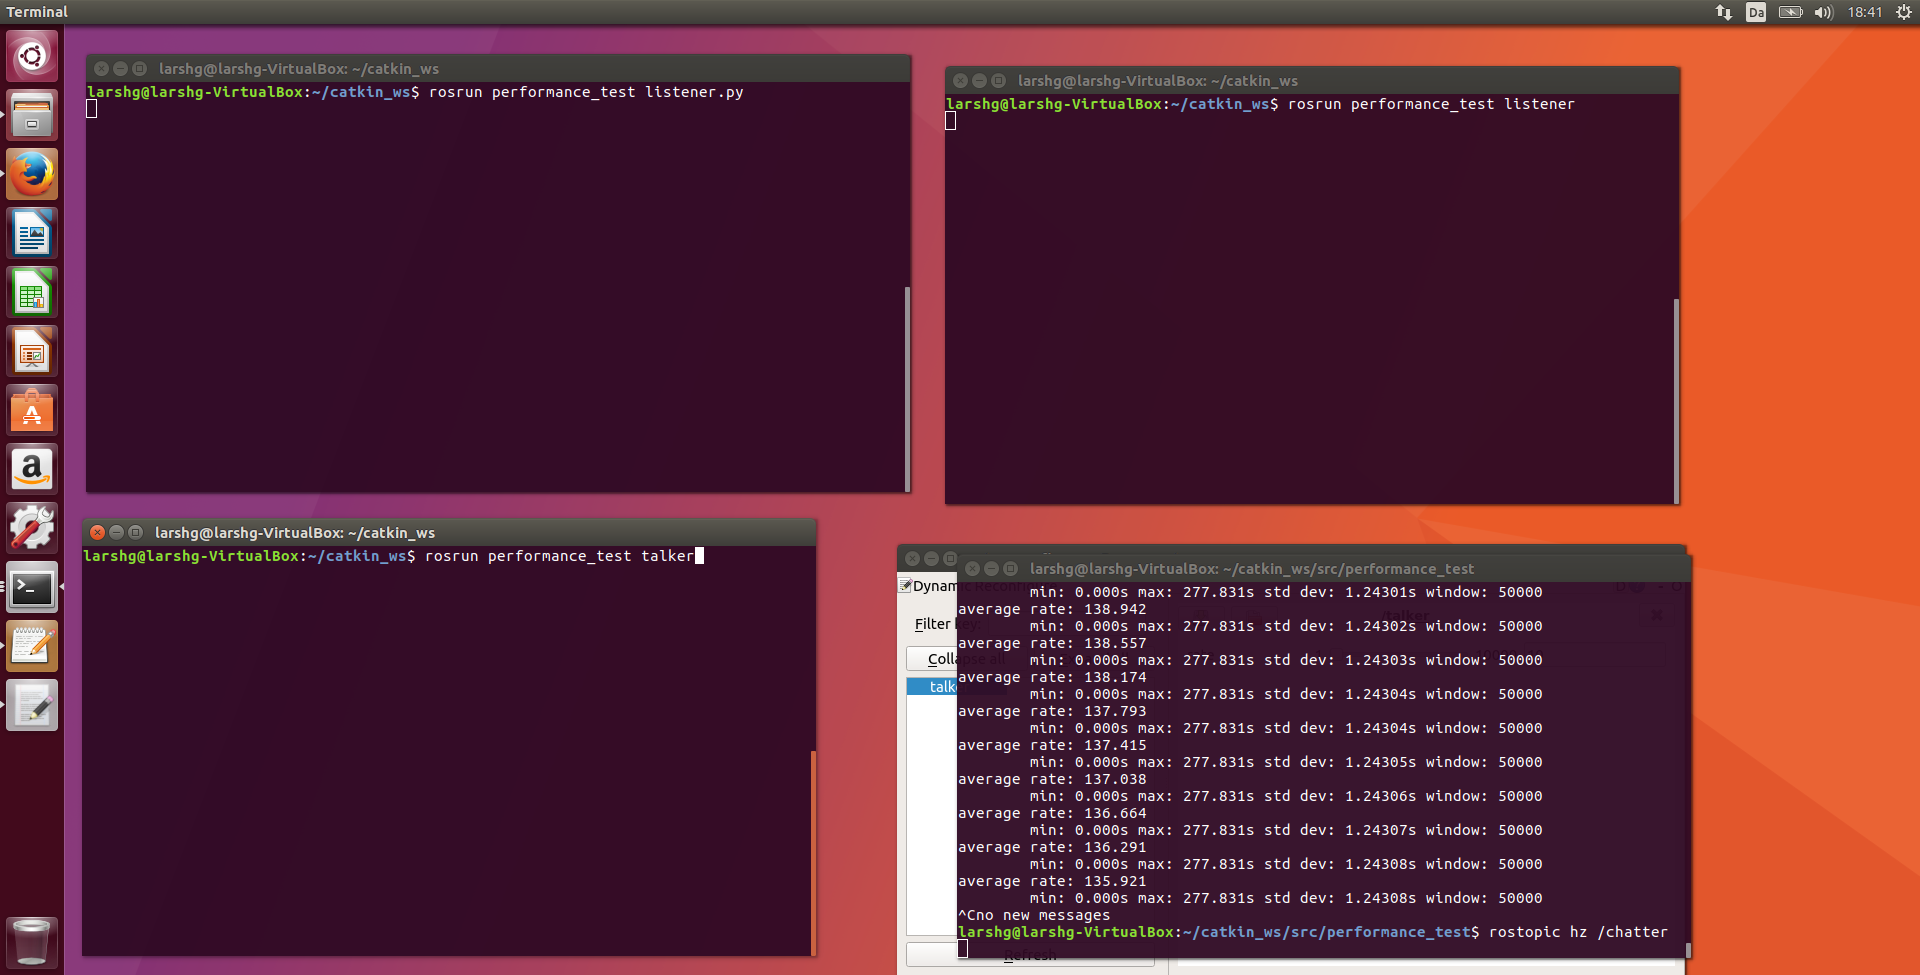 Terminal
Da
18:41
larshg@larshg-VirtualBox: ~/catkin_ws
larshg@larshg-VirtualBox:~/catkin_ws$ rosrun performance_test listener.py
larshg@larshg-VirtualBox: ~/catkin_ws
larshg@larshg-VirtualBox:~/catkin_ws$ rosrun performance_test listener
larshg@larshg-VirtualBox: ~/catkin_ws
larshg@larshg-VirtualBox:~/catkin_ws$ rosrun performance_test talker
Dynamic Reconfigure
Filter key:
Collapse all
talker
/talker
Refresh
larshg@larshg-VirtualBox: ~/catkin_ws/src/performance_test
min: 0.000s max: 277.831s std dev: 1.24301s window: 50000
average rate: 138.942
min: 0.000s max: 277.831s std dev: 1.24302s window: 50000
average rate: 138.557
min: 0.000s max: 277.831s std dev: 1.24303s window: 50000
average rate: 138.174
min: 0.000s max: 277.831s std dev: 1.24304s window: 50000
average rate: 137.793
min: 0.000s max: 277.831s std dev: 1.24304s window: 50000
average rate: 137.415
min: 0.000s max: 277.831s std dev: 1.24305s window: 50000
average rate: 137.038
min: 0.000s max: 277.831s std dev: 1.24306s window: 50000
average rate: 136.664
min: 0.000s max: 277.831s std dev: 1.24307s window: 50000
average rate: 136.291
min: 0.000s max: 277.831s std dev: 1.24308s window: 50000
average rate: 135.921
min: 0.000s max: 277.831s std dev: 1.24308s window: 50000
^Cno new messages
larshg@larshg-VirtualBox:~/catkin_ws/src/performance_test$ rostopic hz /chatter